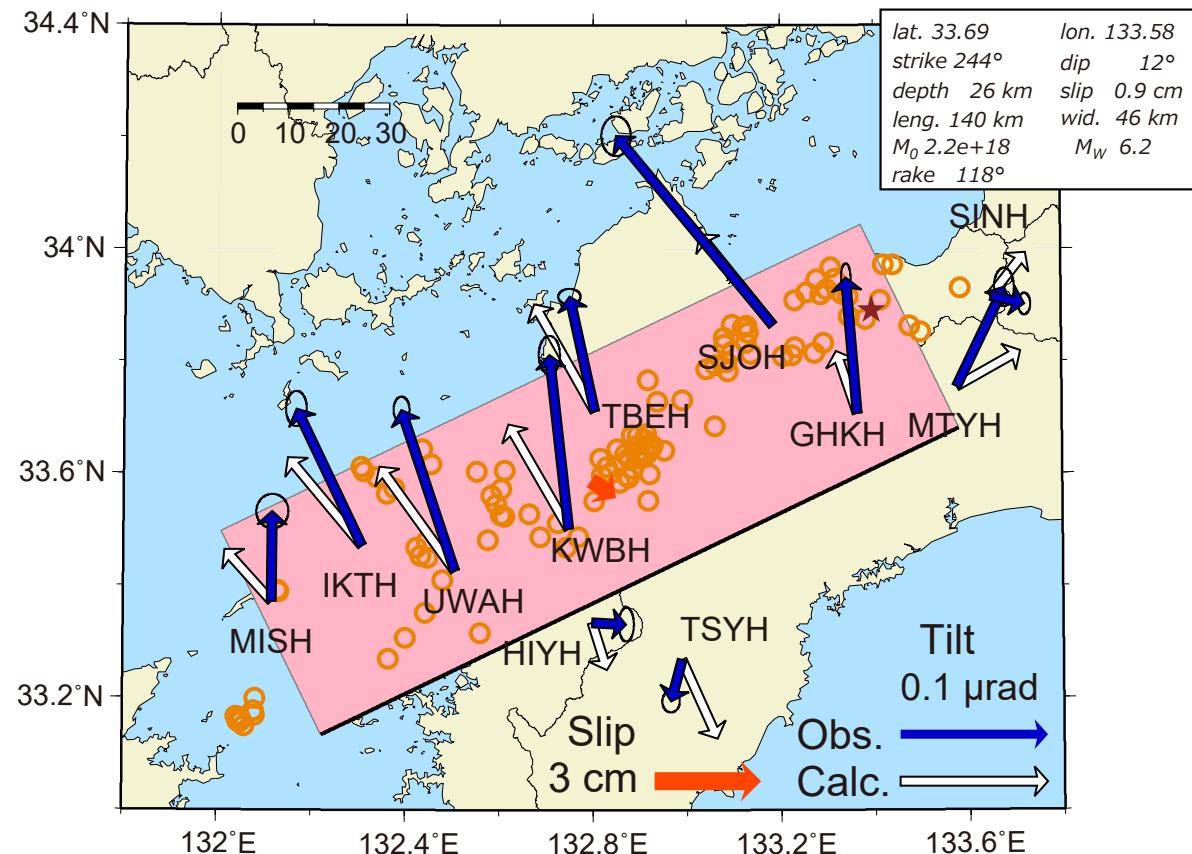 34.4°N
lat. 33.69 lon. 133.58
strike 244° dip 12°
depth 26 km slip 0.9 cm
leng. 140 km wid. 46 km
M0 2.2e+18 MW 6.2
rake 118°
0 10 20 30
SINH
34°N
SJOH
TBEH
GHKH
MTYH
33.6°N
KWBH
IKTH
UWAH
MISH
HIYH
TSYH
Tilt
33.2°N
0.1 μrad
Slip
Obs.
3 cm
Calc.
132°E 132.4°E 132.8°E 133.2°E 133.6°E